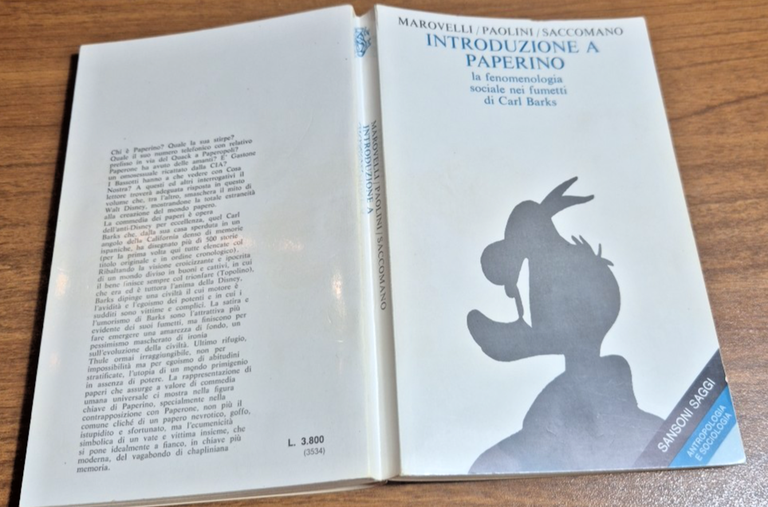 Chi è Paperino? Quale la sua stirpe?
Quale il suo numero telefonico con relativo
prefisso in via del Quack a Paperopoli?
Paperone ha avuto delle amanti? E' Gastone
un omosessuale ricattato dalla CIA?
I Bassotti hanno a che vedere con Cosa
Nostra? A questi ed altri interrogativi il
lettore troverà adeguata risposta in questo
volume che, tra l'altro, smaschera il mito di
Walt Disney, mostrandone la totale estraneità
alla creazione del mondo papero.
La commedia dei paperi è opera
dell'anti-Disney per eccellenza, quel Carl
Barks che dalla sua casa sperduta in un
angolo della California denso di memorie
ispaniche, ha disegnato più di 500 storie
(per la prima volta qui tutte elencate col
titolo originale e in ordine cronologico).
Ribaltando la visione crocizzante e ipocrita
di un mondo diviso in buoni e cattivi, in cui
il bene finisce sempre col trionfare (Topolino),
che era ed è tuttora l'anima della Disney,
Barks dipinge una civiltà il cui motore è
l'avidità e l'egoismo dei potenti e in cui i
sudditi sono vittime e complici. La satira e
l'umorismo di Barks sono l'attrattiva più
evidente dei suoi fumetti, ma finiscono per
fare emergere una amarezza di fondo, un
pessimismo mascherato di ironia
sull'evoluzione della civiltà. Ultimo rifugio,
Thule ormai irraggiungibile, non per
impossibilità ma per egoismo di abitudini
stratificate, l'utopia di un mondo primigenio
in assenza di potere. La rappresentazione di
paperi che assurge a valore di commedia
umana universale ci mostra nella figura
chiave di Paperino, specialmente nella
contrapposizione con Paperone, non più il
comune cliché di un papero nevrotico, goffo,
istupidito e sfortunato, ma l'ecumenicità
simbolica di un vate e vittima insieme, che
si pone idealmente a fianco, in chiave più
moderna, del vagabondo di chapliniana
memoria.
L. 3.800
(3534)
MAROVELLI/PAOLINI/SACCOMANO
INTRODUZIONE A
MAROVELLI/PAOLINI/SACCOMANO
INTRODUZIONE A
PAPERINO
la fenomenologia
sociale nei fumetti
di Carl Barks
SANSONI SAGGI
ANTROPOLOGIA
E SOCIOLOGIA